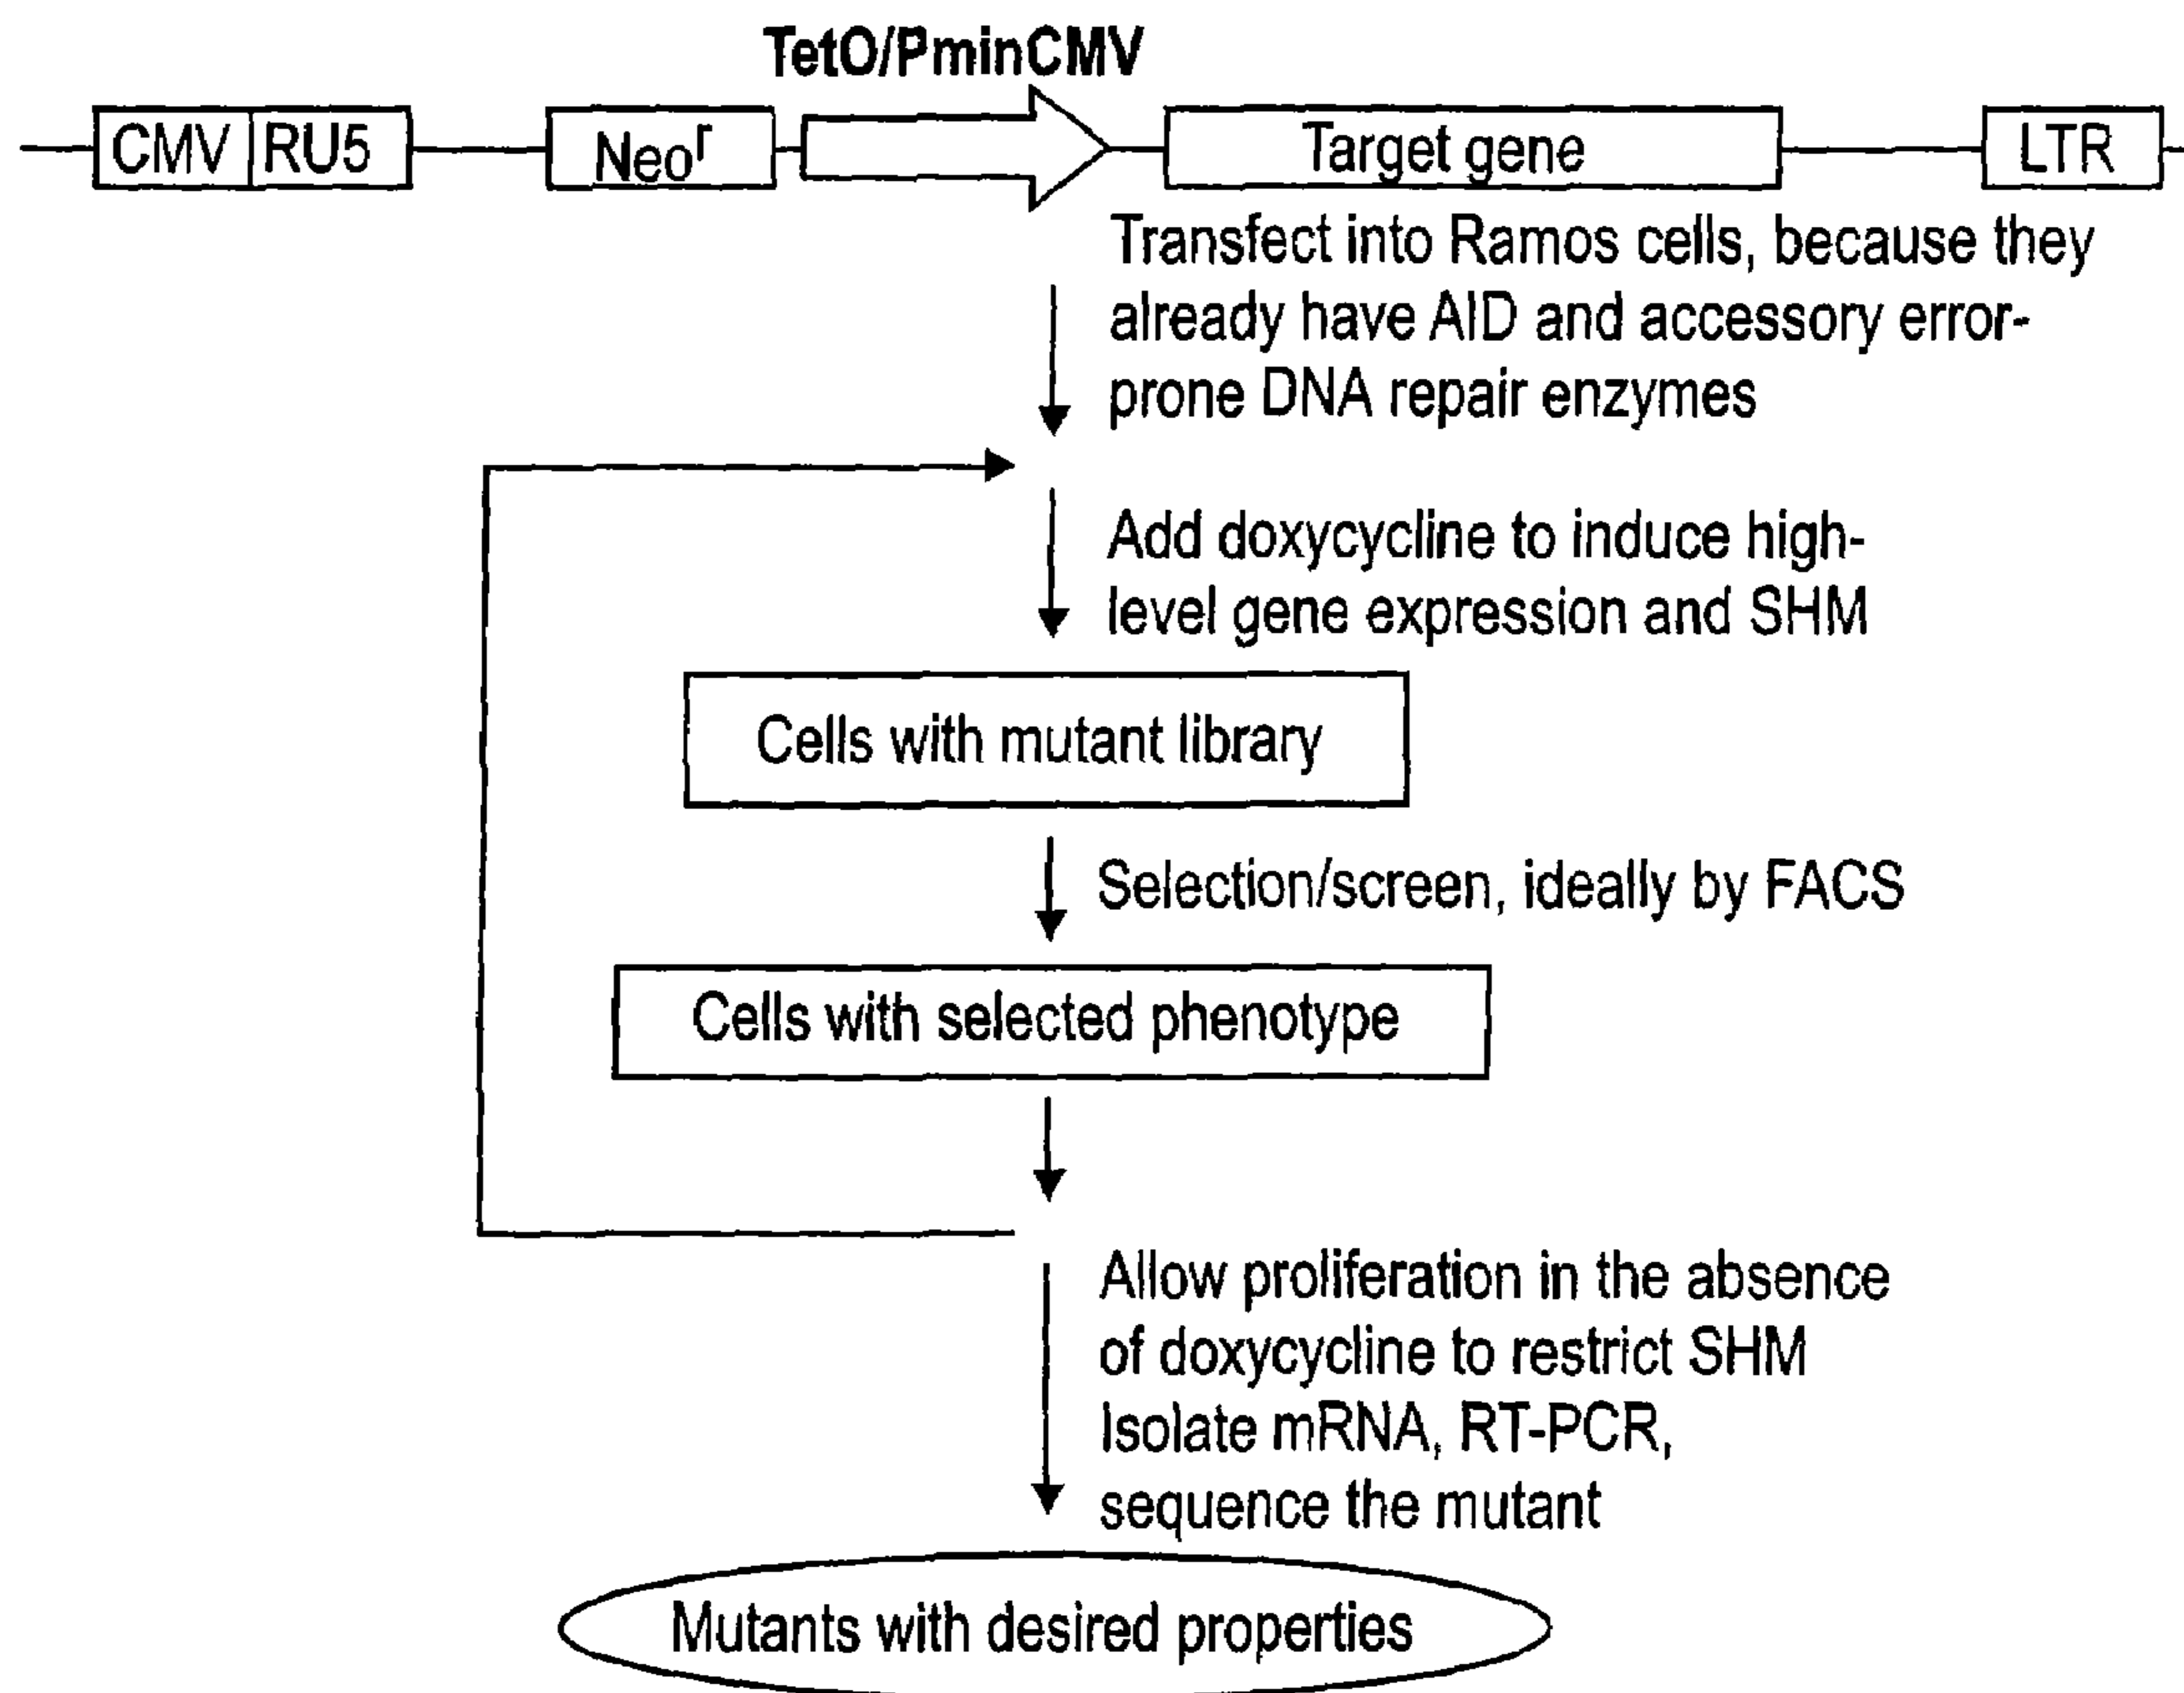 TetO/PminCMV
CMV RU5 Neoʳ Target gene LTR
Transfect into Ramos cells, because they
already have AID and accessory error-
prone DNA repair enzymes
Add doxycycline to induce high-
level gene expression and SHM
Cells with mutant library
Selection/screen, ideally by FACS
Cells with selected phenotype
Allow proliferation in the absence
of doxycycline to restrict SHM
Isolate mRNA, RT-PCR,
sequence the mutant
Mutants with desired properties